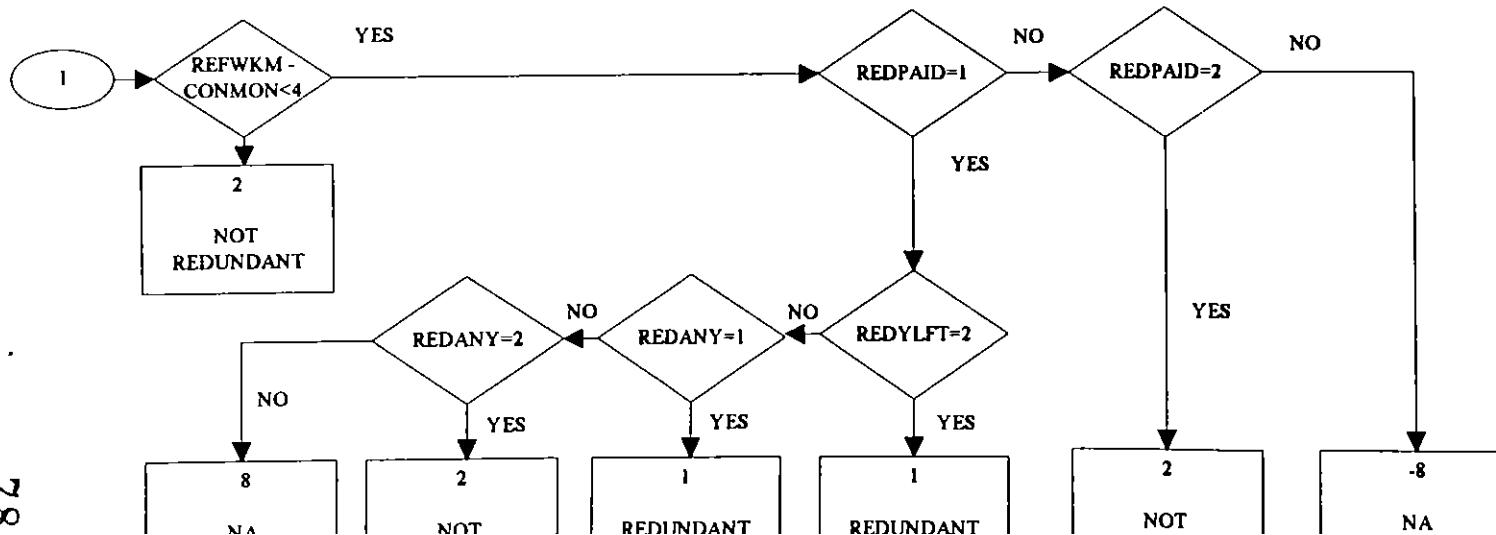 YES
NO
NO
1
REFWKM -
CONMON<4
REDPAID=1
REDPAID=2
YES
2
NOT
REDUNDANT
NO
NO
YES
REDANY=2
REDANY=1
REDYLFT=2
NO
YES
YES
YES
8
NA
2
NOT
1
REDUNDANT
1
REDUNDANT
2
NOT
-8
NA
78